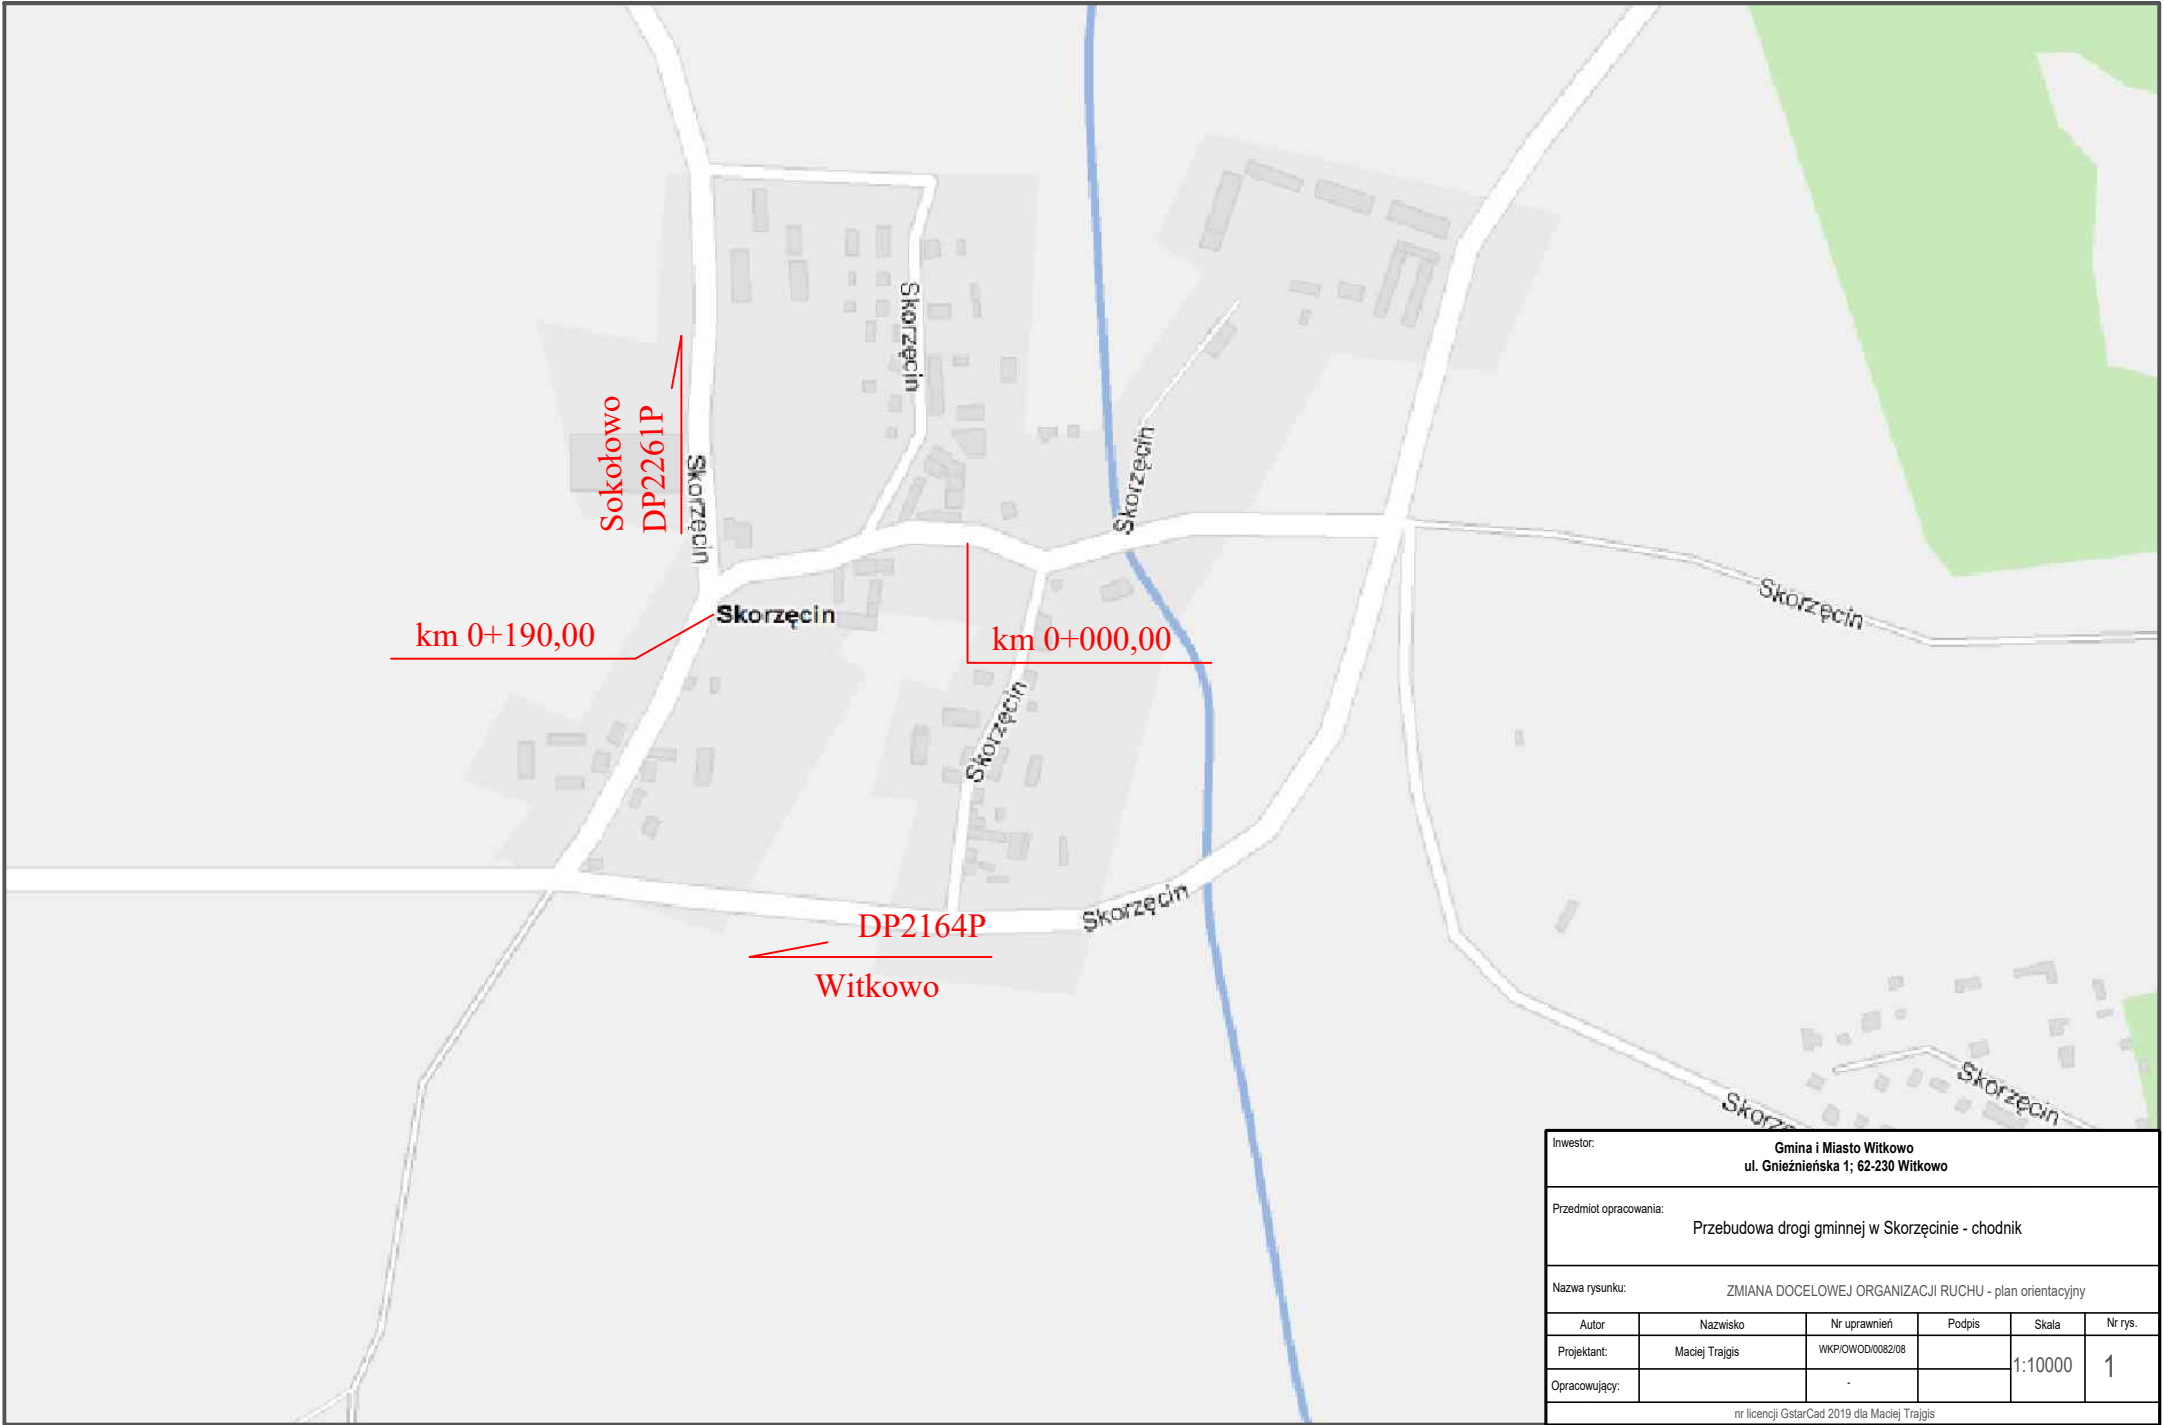 Skorzęcin
Sokołowo
DP2261P
Skorzęcin
Skorzęcin
Skorzęcin
Skorzęcin
km 0+190,00
km 0+000,00
Skorzęcin
Skorzęcin
DP2164P
Witkowo
Skorzęcin
Skorzęcin
Inwestor:
Gmina i Miasto Witkowo
ul. Gnieźnieńska 1; 62-230 Witkowo
Przedmiot opracowania:
Przebudowa drogi gminnej w Skorzęcinie - chodnik
Nazwa rysunku:
ZMIANA DOCELOWEJ ORGANIZACJI RUCHU - plan orientacyjny
Autor Nazwisko Nr uprawnień Podpis Skala Nr rys.
Projektant: Maciej Trajgis WKP/OWOD/0082/08 1:10000 1
Opracowujący: -
nr licencji GstarCad 2019 dla Maciej Trajgis